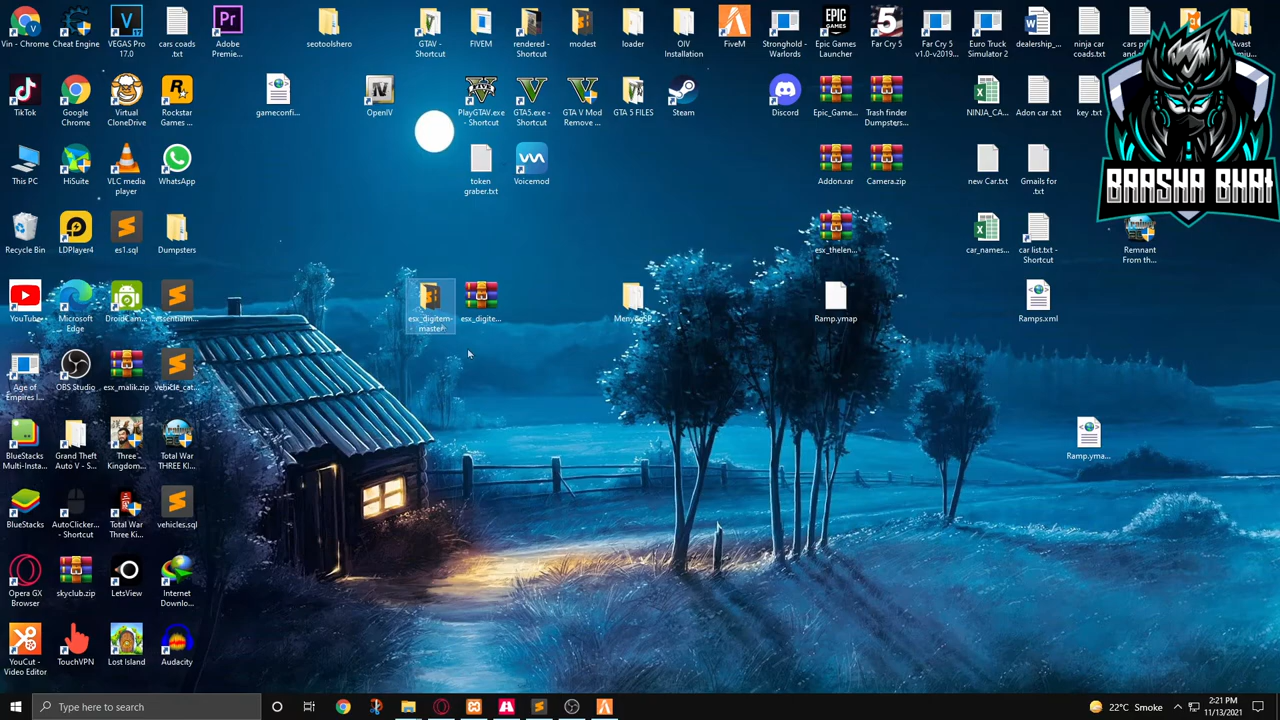 Vin - Chrome
Cheat Engine
VEGAS Pro
17.0
cars coads
.txt
Adobe
Premie...
seotoolshero
GTAV -
Shortcut
FIVEM
rendered -
Shortcut
modest
loader
OIV
Installation
FiveM
Stronghold -
Warlords
Epic Games
Launcher
Far Cry 5
Far Cry 5
v1.0-v2019...
Euro Truck
Simulator 2
dealership_...
ninja car
coads.txt
cars p
Avast
TikTok
Google
Chrome
Virtual
CloneDrive
Rockstar
Games ...
gameconfi...
OpenIV
PlayGTAV.exe
- Shortcut
GTA5.exe -
Shortcut
GTA V Mod
Remove ...
GTA 5 FILES
Steam
Discord
Epic_Game...
Trash finder
Dumpsters...
NINJA_CA...
Adon car .txt
key .txt
BAASHA BHAI
This PC
HiSuite
VLC media
player
WhatsApp
token
graber.txt
Voicemod
Addon.rar
Camera.zip
new Car.txt
Gmails for
.txt
Recycle Bin
LDPlayer4
es1.sql
Dumpsters
esx_thelen...
car_names...
car list.txt -
Shortcut
Remnant
From th...
YouTube
Microsoft
Edge
DroidCam...
essentialm...
esx_digitem-
master
esx_digite...
Ramp.ymap
Ramps.xml
Age of
Empires I...
OBS Studio
esx_malik.zip
vehicle_cat...
BlueStacks
Multi-Insta...
Grand Theft
Auto V - S...
Three
Kingdom...
Total War
THREE KI...
Ramp.yma...
BlueStacks
AutoClicker...
- Shortcut
Total War
Three Ki...
vehicles.sql
Opera GX
Browser
skyclub.zip
LetsView
Internet
Downlo...
YouCut -
Video Editor
TouchVPN
Lost Island
Audacity
Type here to search
22°C Smoke
2:21 PM
11/13/2021